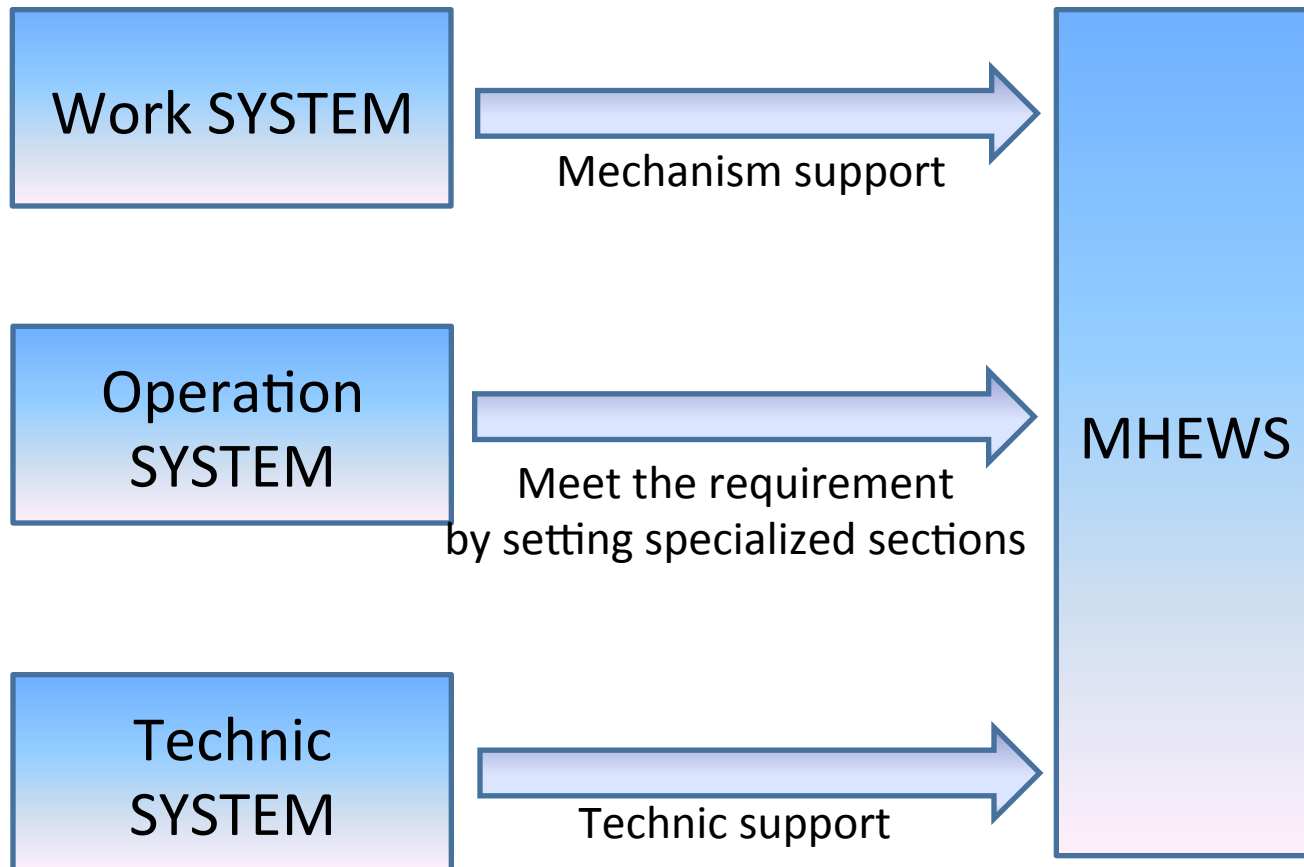 Work SYSTEM
Mechanism support
Operation
SYSTEM
Meet the requirement
by setting specialized sections
MHEWS
Technic
SYSTEM
Technic support